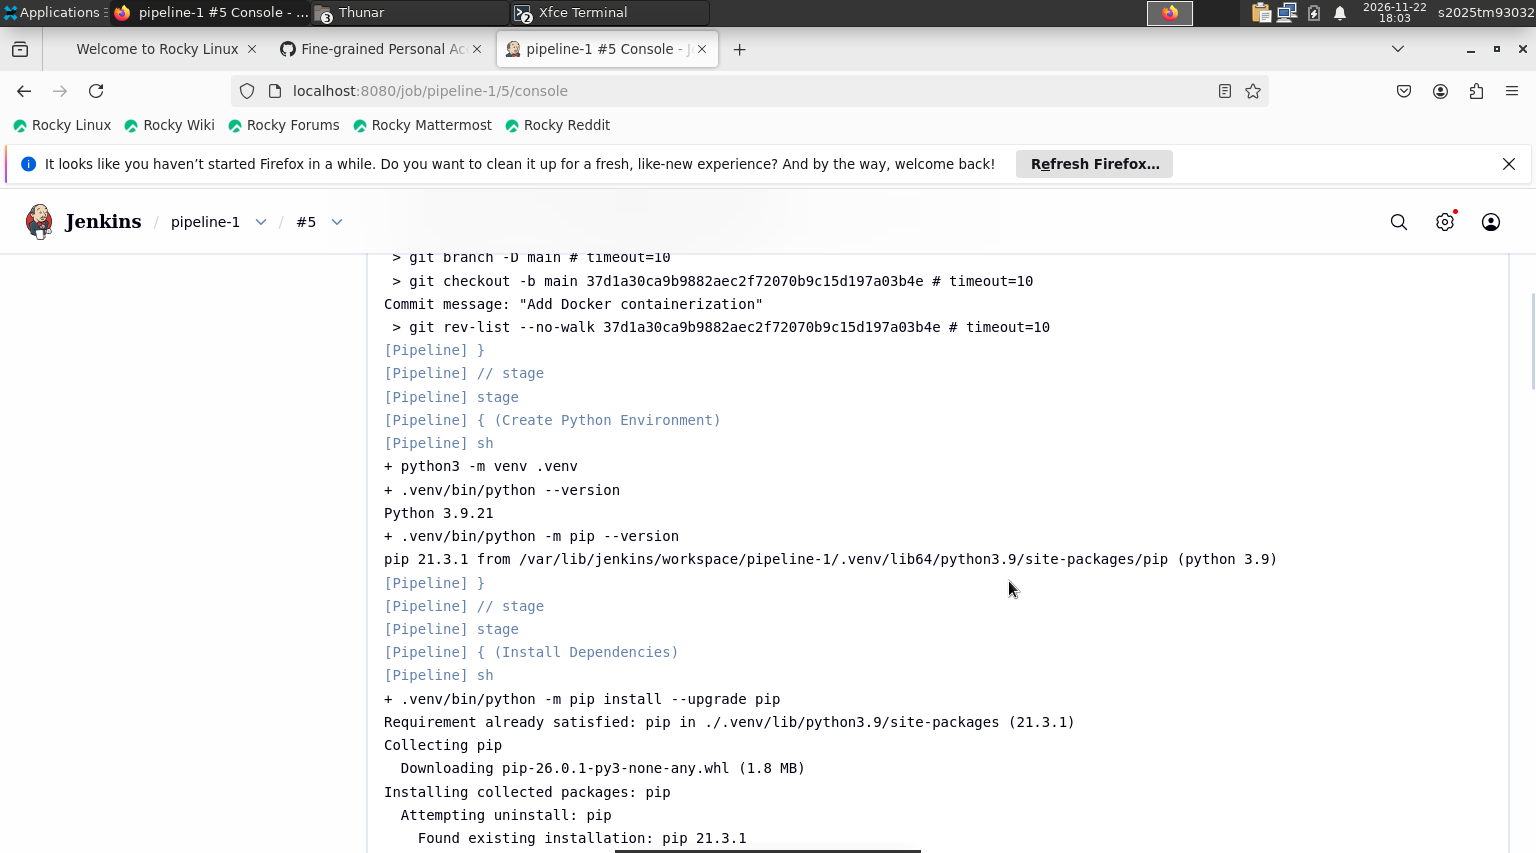 Applications
pipeline-1 #5 Console - ...
3
Thunar
2
Xfce Terminal
2026-11-22
18:03
s2025tm93032
Welcome to Rocky Linux
Fine-grained Personal Ac
pipeline-1 #5 Console - J
localhost:8080/job/pipeline-1/5/console
Rocky Linux
Rocky Wiki
Rocky Forums
Rocky Mattermost
Rocky Reddit
It looks like you haven’t started Firefox in a while. Do you want to clean it up for a fresh, like-new experience? And by the way, welcome back!
Refresh Firefox…
Jenkins / pipeline-1 / #5
> git branch -D main # timeout=10
> git checkout -b main 37d1a30ca9b9882aec2f72070b9c15d197a03b4e # timeout=10
Commit message: "Add Docker containerization"
> git rev-list --no-walk 37d1a30ca9b9882aec2f72070b9c15d197a03b4e # timeout=10
[Pipeline] }
[Pipeline] // stage
[Pipeline] stage
[Pipeline] { (Create Python Environment)
[Pipeline] sh
+ python3 -m venv .venv
+ .venv/bin/python --version
Python 3.9.21
+ .venv/bin/python -m pip --version
pip 21.3.1 from /var/lib/jenkins/workspace/pipeline-1/.venv/lib64/python3.9/site-packages/pip (python 3.9)
[Pipeline] }
[Pipeline] // stage
[Pipeline] stage
[Pipeline] { (Install Dependencies)
[Pipeline] sh
+ .venv/bin/python -m pip install --upgrade pip
Requirement already satisfied: pip in ./.venv/lib/python3.9/site-packages (21.3.1)
Collecting pip
Downloading pip-26.0.1-py3-none-any.whl (1.8 MB)
Installing collected packages: pip
Attempting uninstall: pip
Found existing installation: pip 21.3.1